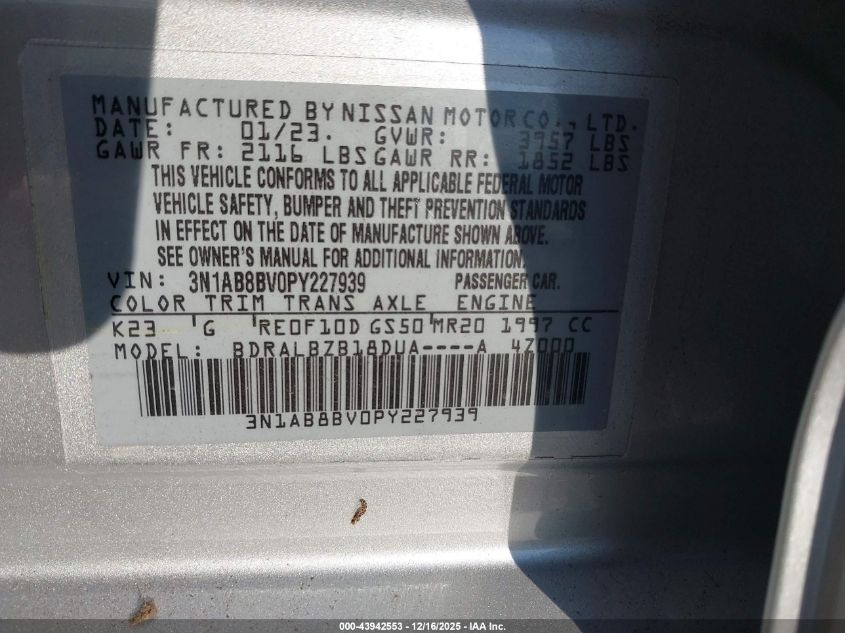 MANUFACTURED BY NISSAN MOTOR CO., LTD.
DATE: 01/23. GVWR: 3957 LBS
GAWR FR: 2116 LBS GAWR RR: 1852 LBS
THIS VEHICLE CONFORMS TO ALL APPLICABLE FEDERAL MOTOR
VEHICLE SAFETY, BUMPER AND THEFT PREVENTION STANDARDS
IN EFFECT ON THE DATE OF MANUFACTURE SHOWN ABOVE.
SEE OWNER'S MANUAL FOR ADDITIONAL INFORMATION.
VIN: 3N1AB8BV0PY227939 PASSENGER CAR.
COLOR TRIM TRANS AXLE ENGINE
K23 G RE0F10D GS50 MR20 1997 CC
MODEL: BDRALBZB18DUA----A 4Z000
3N1AB8BV0PY227939
000-43942553 - 12/16/2025 - IAA Inc.